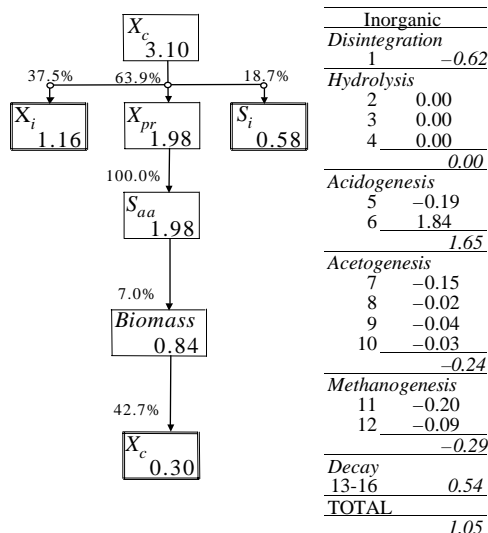 X_c
3.10
37.5%
63.9%
18.7%
X_i
1.16
X_pr
1.98
S_i
0.58
100.0%
S_aa
1.98
7.0%
Biomass
0.84
42.7%
X_c
0.30
Inorganic
Disintegration
1 –0.62
Hydrolysis
2 0.00
3 0.00
4 0.00
0.00
Acidogenesis
5 –0.19
6 1.84
1.65
Acetogenesis
7 –0.15
8 –0.02
9 –0.04
10 –0.03
–0.24
Methanogenesis
11 –0.20
12 –0.09
–0.29
Decay
13-16 0.54
TOTAL
1.05